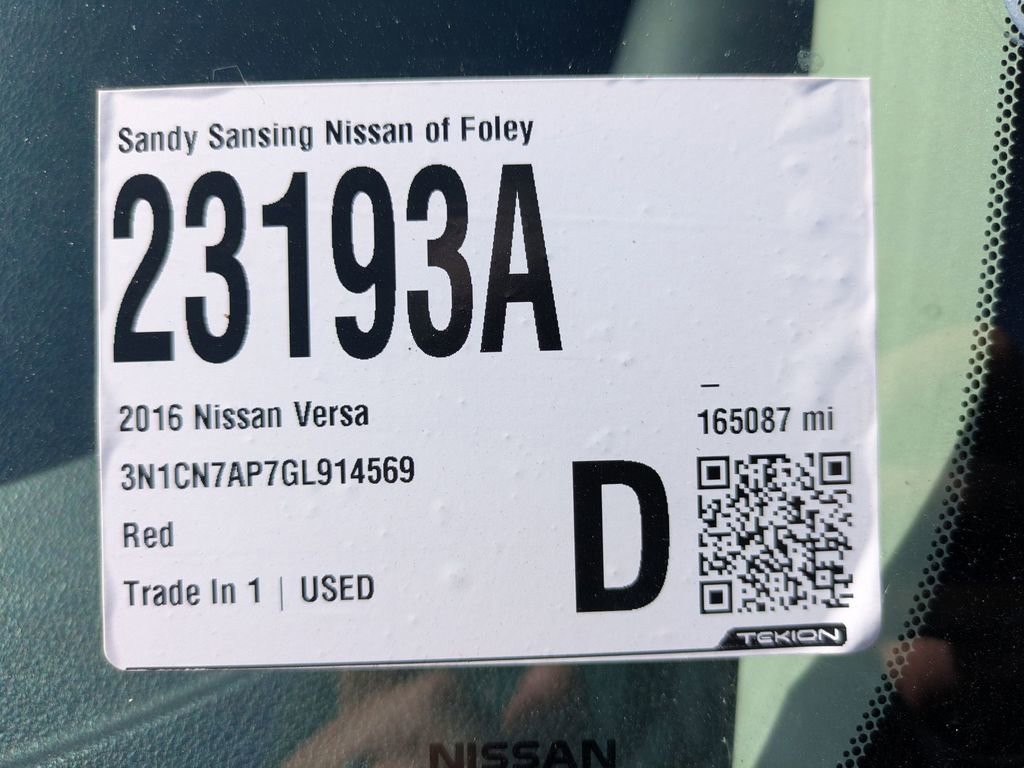 Sandy Sansing Nissan of Foley
23193A
2016 Nissan Versa
–
165087 mi
3N1CN7AP7GL914569
Red
D
Trade In 1 | USED
TEKION
NISSAN